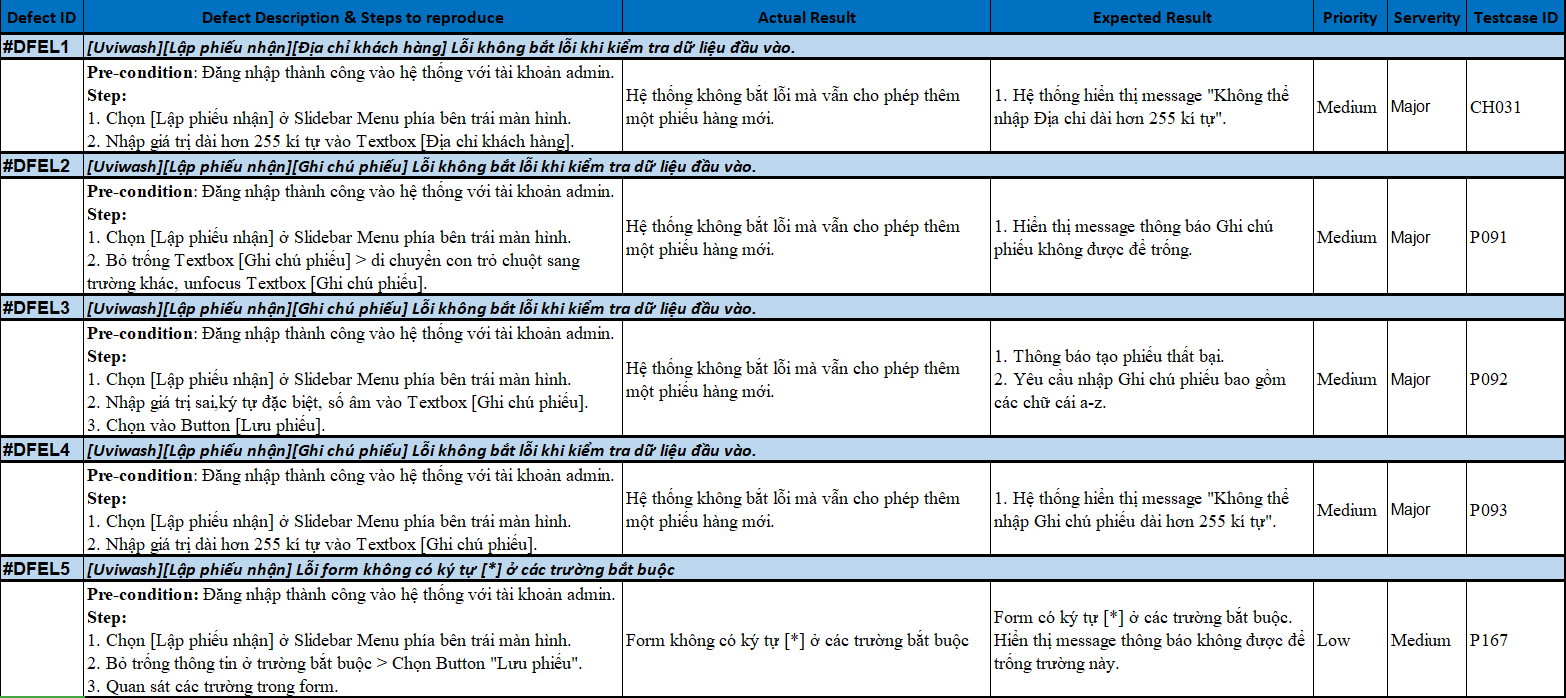 Defect ID Defect Description & Steps to reproduce Actual Result Expected Result Priority Serverity Testcase ID
#DFEL1 [Uviwash][Lập phiếu nhận][Địa chỉ khách hàng] Lỗi không bắt lỗi khi kiểm tra dữ liệu đầu vào.
Pre-condition: Đăng nhập thành công vào hệ thống với tài khoản admin.
Step:
1. Chọn [Lập phiếu nhận] ở Slidebar Menu phía bên trái màn hình.
2. Nhập giá trị dài hơn 255 kí tự vào Textbox [Địa chỉ khách hàng].
Hệ thống không bắt lỗi mà vẫn cho phép thêm
một phiếu hàng mới.
1. Hệ thống hiển thị message "Không thể
nhập Địa chỉ dài hơn 255 kí tự".
Medium
Major
CH031
#DFEL2 [Uviwash][Lập phiếu nhận][Ghi chú phiếu] Lỗi không bắt lỗi khi kiểm tra dữ liệu đầu vào.
Pre-condition: Đăng nhập thành công vào hệ thống với tài khoản admin.
Step:
1. Chọn [Lập phiếu nhận] ở Slidebar Menu phía bên trái màn hình.
2. Bỏ trống Textbox [Ghi chú phiếu] > di chuyển con trỏ chuột sang
trường khác, unfocus Textbox [Ghi chú phiếu].
Hệ thống không bắt lỗi mà vẫn cho phép thêm
một phiếu hàng mới.
1. Hiển thị message thông báo Ghi chú
phiếu không được để trống.
Medium
Major
P091
#DFEL3 [Uviwash][Lập phiếu nhận][Ghi chú phiếu] Lỗi không bắt lỗi khi kiểm tra dữ liệu đầu vào.
Pre-condition: Đăng nhập thành công vào hệ thống với tài khoản admin.
Step:
1. Chọn [Lập phiếu nhận] ở Slidebar Menu phía bên trái màn hình.
2. Nhập giá trị sai,ký tự đặc biệt, số âm vào Textbox [Ghi chú phiếu].
3. Chọn vào Button [Lưu phiếu].
Hệ thống không bắt lỗi mà vẫn cho phép thêm
một phiếu hàng mới.
1. Thông báo tạo phiếu thất bại.
2. Yêu cầu nhập Ghi chú phiếu bao gồm
các chữ cái a-z.
Medium
Major
P092
#DFEL4 [Uviwash][Lập phiếu nhận][Ghi chú phiếu] Lỗi không bắt lỗi khi kiểm tra dữ liệu đầu vào.
Pre-condition: Đăng nhập thành công vào hệ thống với tài khoản admin.
Step:
1. Chọn [Lập phiếu nhận] ở Slidebar Menu phía bên trái màn hình.
2. Nhập giá trị dài hơn 255 kí tự vào Textbox [Ghi chú phiếu].
Hệ thống không bắt lỗi mà vẫn cho phép thêm
một phiếu hàng mới.
1. Hệ thống hiển thị message "Không thể
nhập Ghi chú phiếu dài hơn 255 kí tự".
Medium
Major
P093
#DFEL5 [Uviwash][Lập phiếu nhận] Lỗi form không có ký tự [*] ở các trường bắt buộc
Pre-condition: Đăng nhập thành công vào hệ thống với tài khoản admin.
Step:
1. Chọn [Lập phiếu nhận] ở Slidebar Menu phía bên trái màn hình.
2. Bỏ trống thông tin ở trường bắt buộc > Chọn Button "Lưu phiếu".
3. Quan sát các trường trong form.
Form không có ký tự [*] ở các trường bắt buộc
Form có ký tự [*] ở các trường bắt buộc.
Hiển thị message thông báo không được để
trống trường này.
Low
Medium
P167